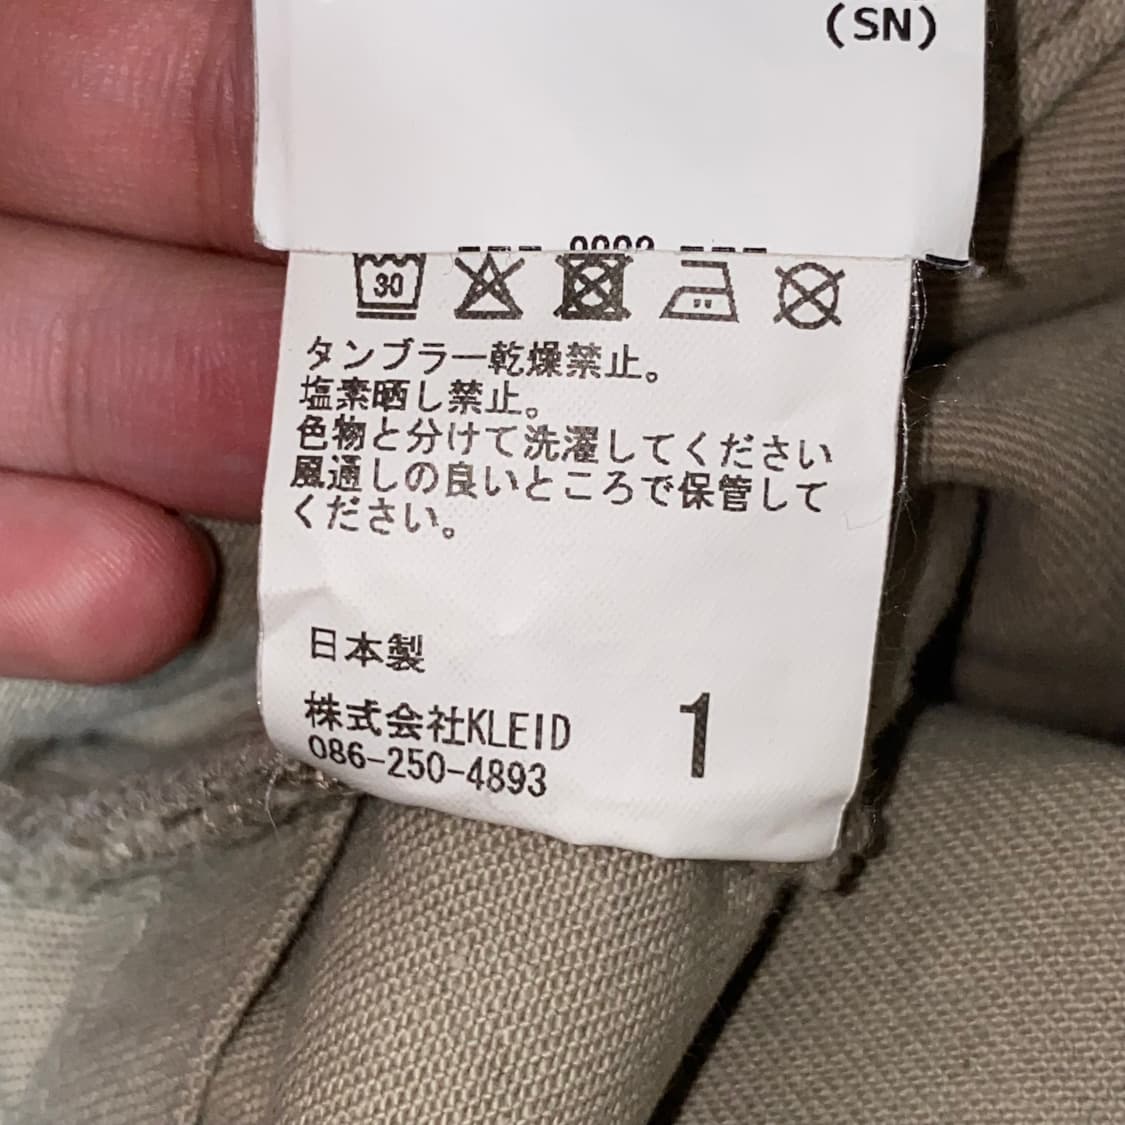 (SN)
30
タンブラー乾燥禁止。
塩素晒し禁止。
色物と分けて洗濯してください
風通しの良いところで保管して
ください。
日本製
株式会社KLEID
086-250-4893
1